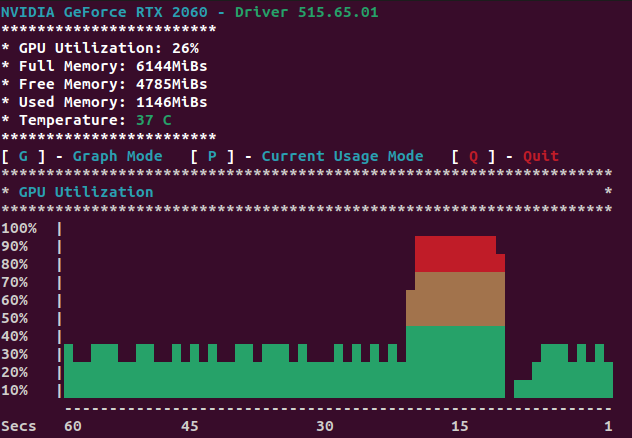 NVIDIA GeForce RTX 2060 - Driver 515.65.01
************************
* GPU Utilization: 26%
* Full Memory: 6144MiBs
* Free Memory: 4785MiBs
* Used Memory: 1146MiBs
* Temperature: 37 C
************************
[ G ] - Graph Mode   [ P ] - Current Usage Mode   [ Q ] - Quit
********************************************************************
* GPU Utilization                                                  *
********************************************************************
100%  |
90%   |
80%   |
70%   |
60%   |
50%   |
40%   |
30%   |
20%   |
10%   |
       -------------------------------------------------------------
Secs   60           45             30             15               1